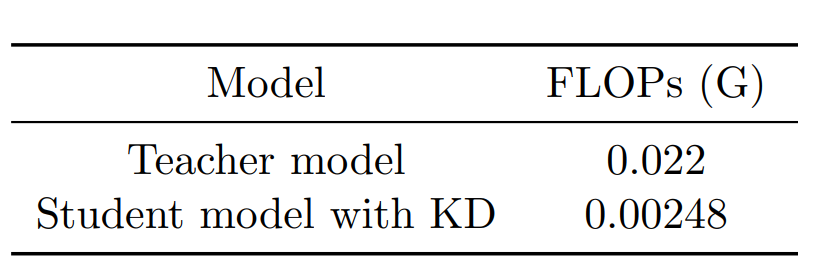 Model FLOPs (G)
Teacher model 0.022
Student model with KD 0.00248